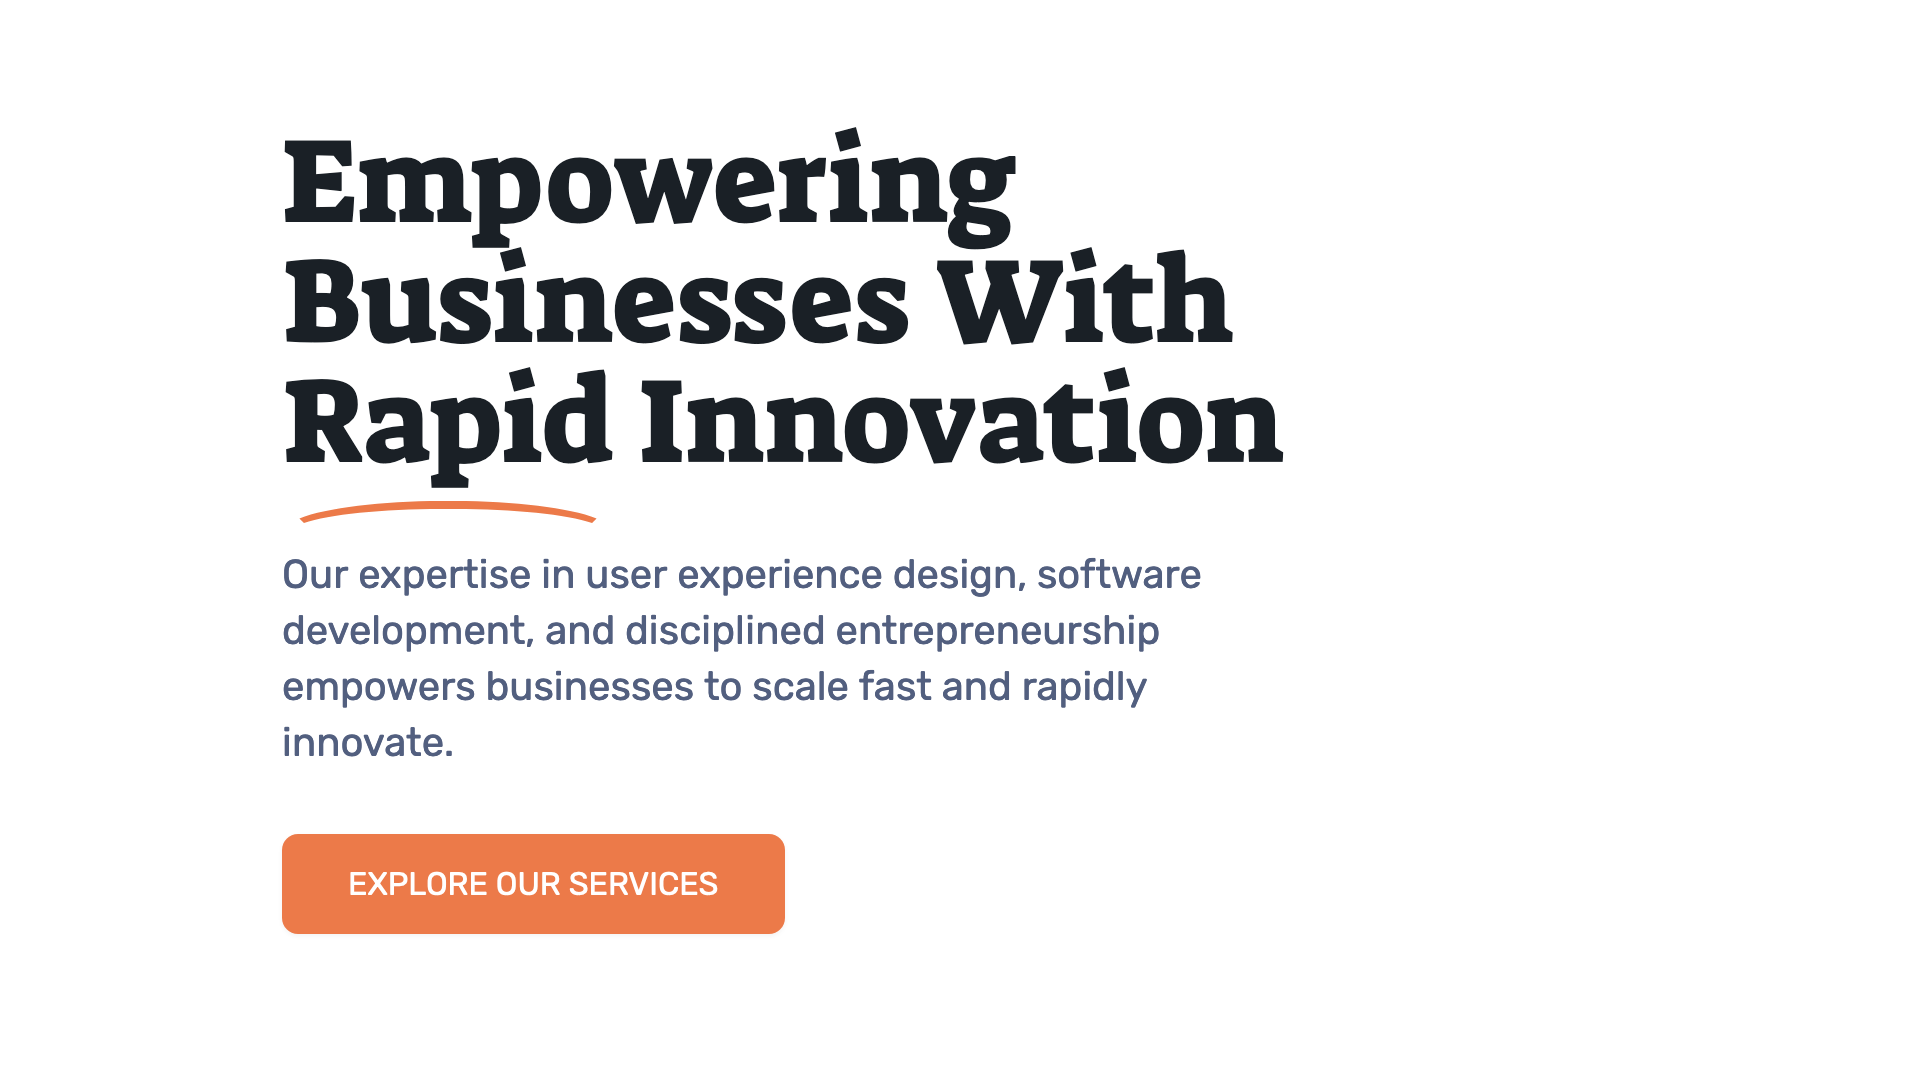 Empowering
Businesses With
Rapid Innovation
Our expertise in user experience design, software
development, and disciplined entrepreneurship
empowers businesses to scale fast and rapidly
innovate.
EXPLORE OUR SERVICES